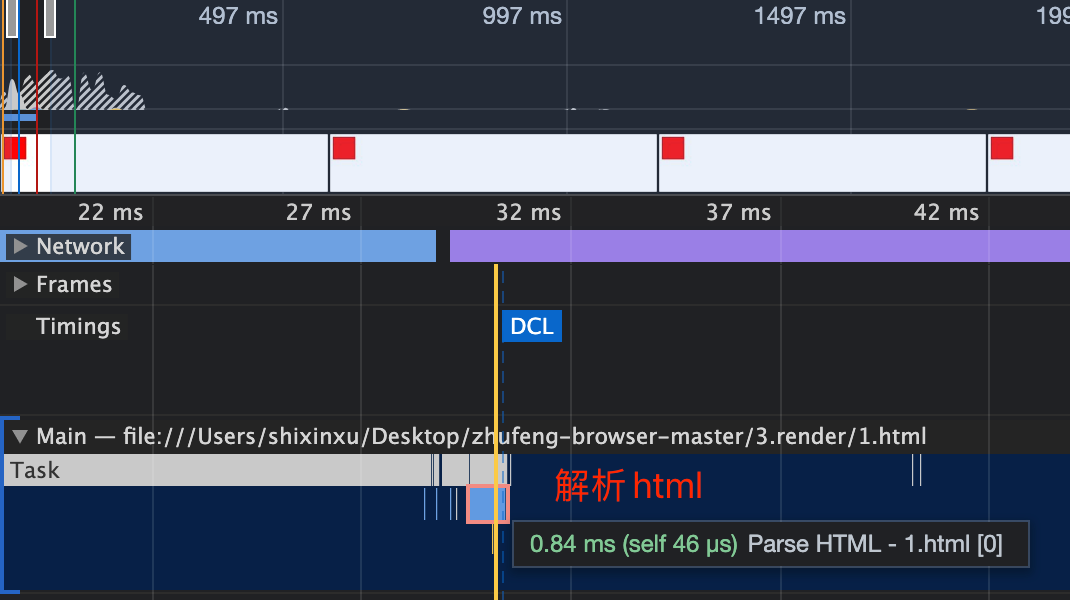 497 ms
997 ms
1497 ms
199
22 ms
27 ms
32 ms
37 ms
42 ms
Network
Frames
Timings
DCL
Main — file:///Users/shixinxu/Desktop/zhufeng-browser-master/3.render/1.html
Task
解析 html
0.84 ms (self 46 μs) Parse HTML - 1.html [0]